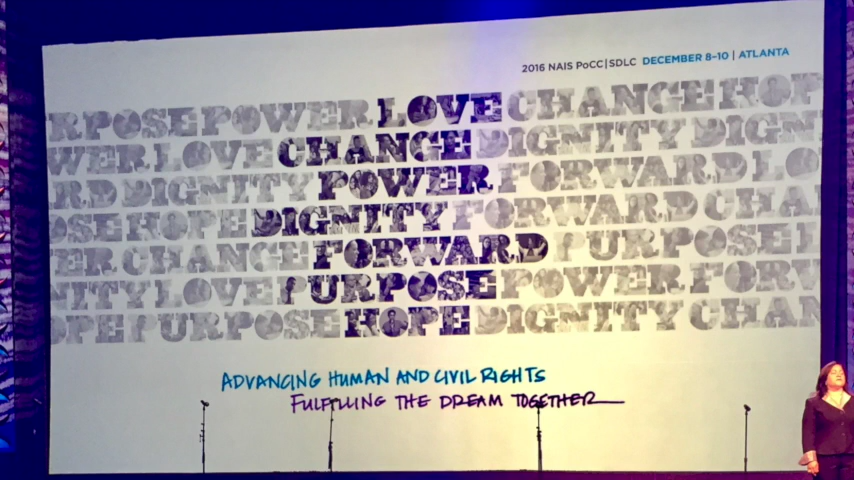 2016 NAIS PoCC|SDLC DECEMBER 8-10 | ATLANTA
RPOSE POWER LOVE CHANGE HOP
WER LOVE CHANGE DIGNITY DIGN
RD DIGNITY POWER FORWARD LO
OSE HOPE DIGNITY FORWARD CHA
ER CHANGE FORWARD PURPOSE
NITY LOVE PURPOSE POWER FORW
OPE PURPOSE HOPE DIGNITY CHAN
ADVANCING HUMAN AND CIVIL RIGHTS
FULFILLING THE DREAM TOGETHER